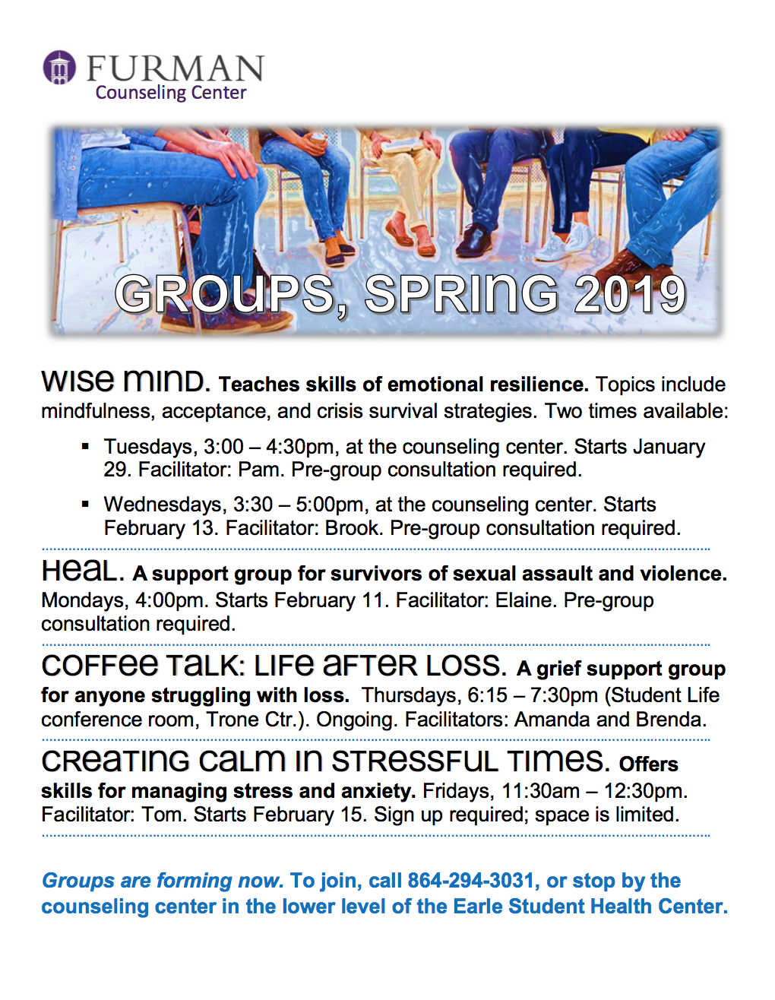 FURMAN
Counseling Center
GROUPS, SPRING 2019
WISE MIND. Teaches skills of emotional resilience. Topics include
mindfulness, acceptance, and crisis survival strategies. Two times available:
▪ Tuesdays, 3:00 – 4:30pm, at the counseling center. Starts January
29. Facilitator: Pam. Pre-group consultation required.
▪ Wednesdays, 3:30 – 5:00pm, at the counseling center. Starts
February 13. Facilitator: Brook. Pre-group consultation required.
HEAL. A support group for survivors of sexual assault and violence.
Mondays, 4:00pm. Starts February 11. Facilitator: Elaine. Pre-group
consultation required.
COFFEE TALK: LIFE AFTER LOSS. A grief support group
for anyone struggling with loss. Thursdays, 6:15 – 7:30pm (Student Life
conference room, Trone Ctr.). Ongoing. Facilitators: Amanda and Brenda.
CREATING CALM IN STRESSFUL TIMES. Offers
skills for managing stress and anxiety. Fridays, 11:30am – 12:30pm.
Facilitator: Tom. Starts February 15. Sign up required; space is limited.
Groups are forming now. To join, call 864-294-3031, or stop by the
counseling center in the lower level of the Earle Student Health Center.